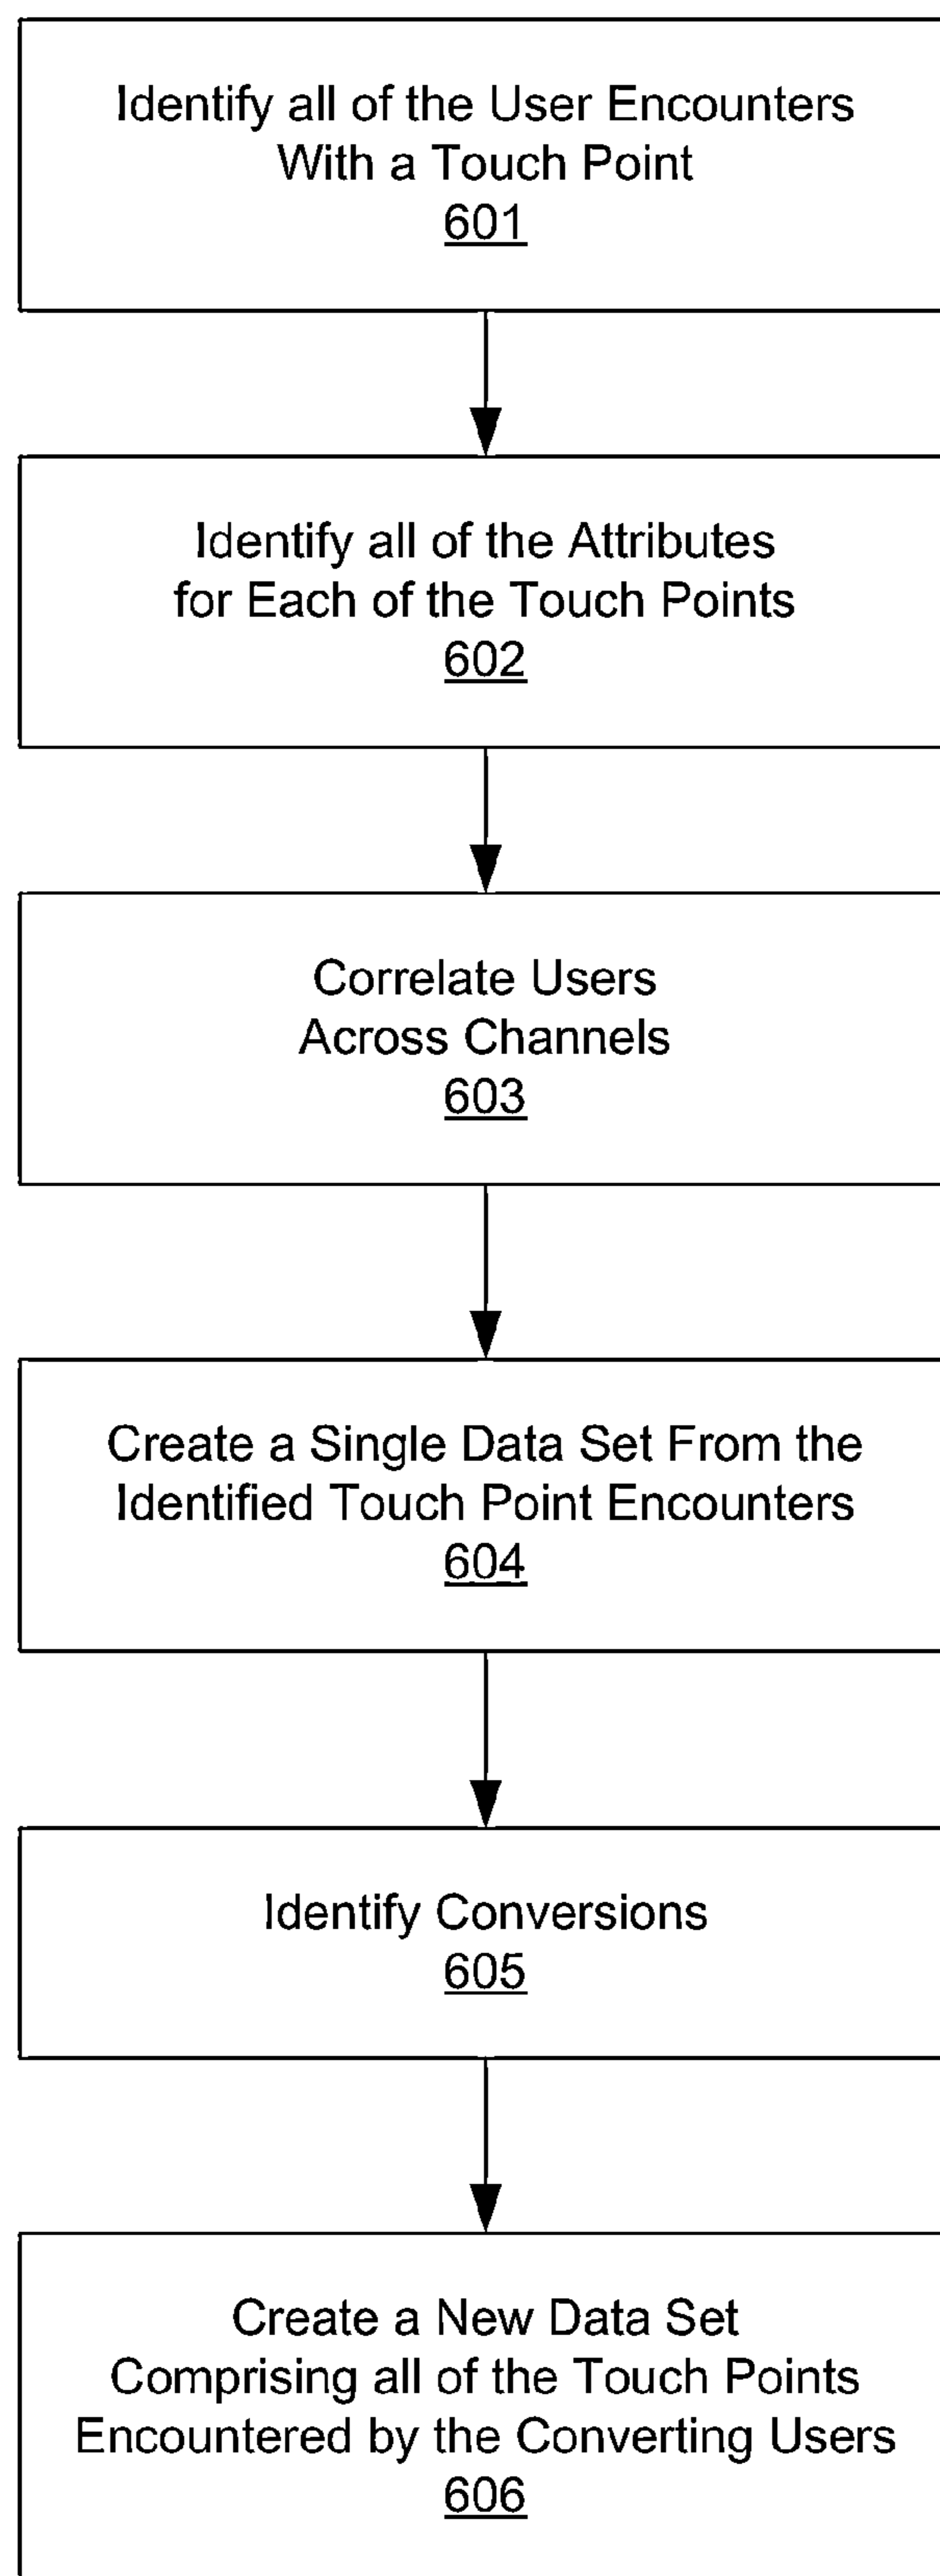 Identify all of the User Encounters
With a Touch Point
601
Identify all of the Attributes
for Each of the Touch Points
602
Correlate Users
Across Channels
603
Create a Single Data Set From the
Identified Touch Point Encounters
604
Identify Conversions
605
Create a New Data Set
Comprising all of the Touch Points
Encountered by the Converting Users
606